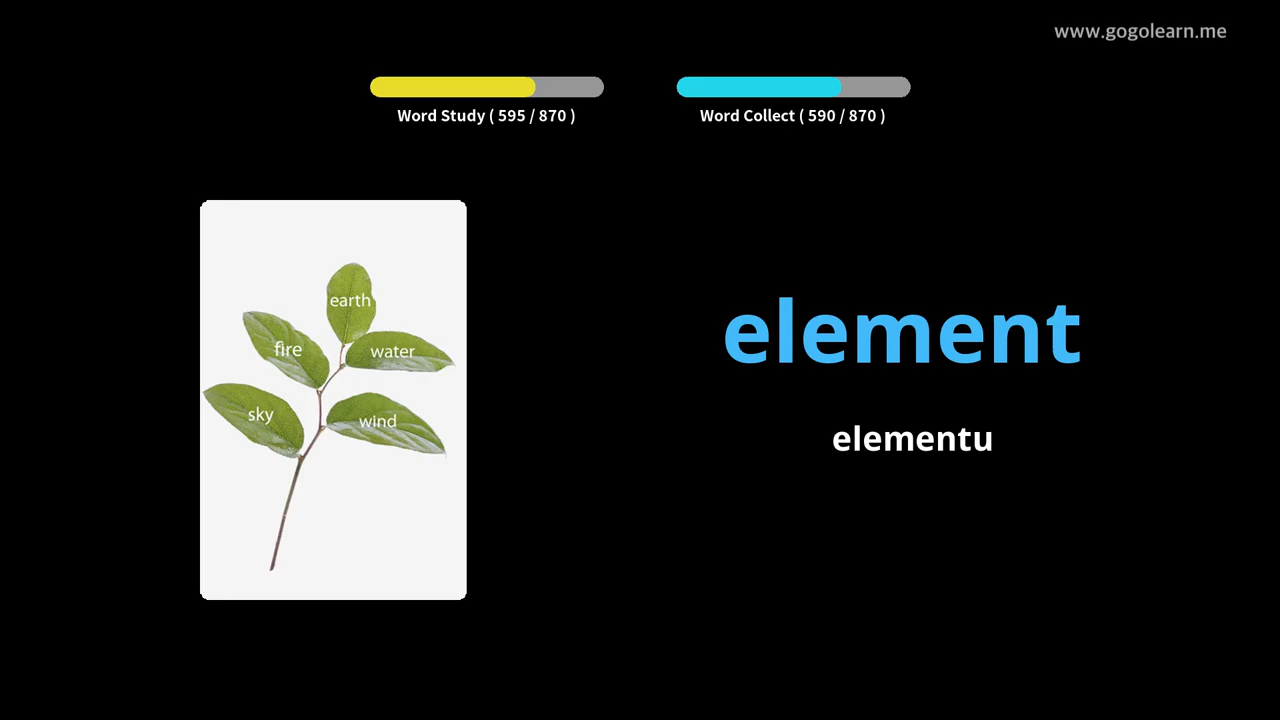 www.gogolearn.me
Word Study ( 595 / 870 )
Word Collect ( 590 / 870 )
earth
fire
water
sky
wind
element
elementu